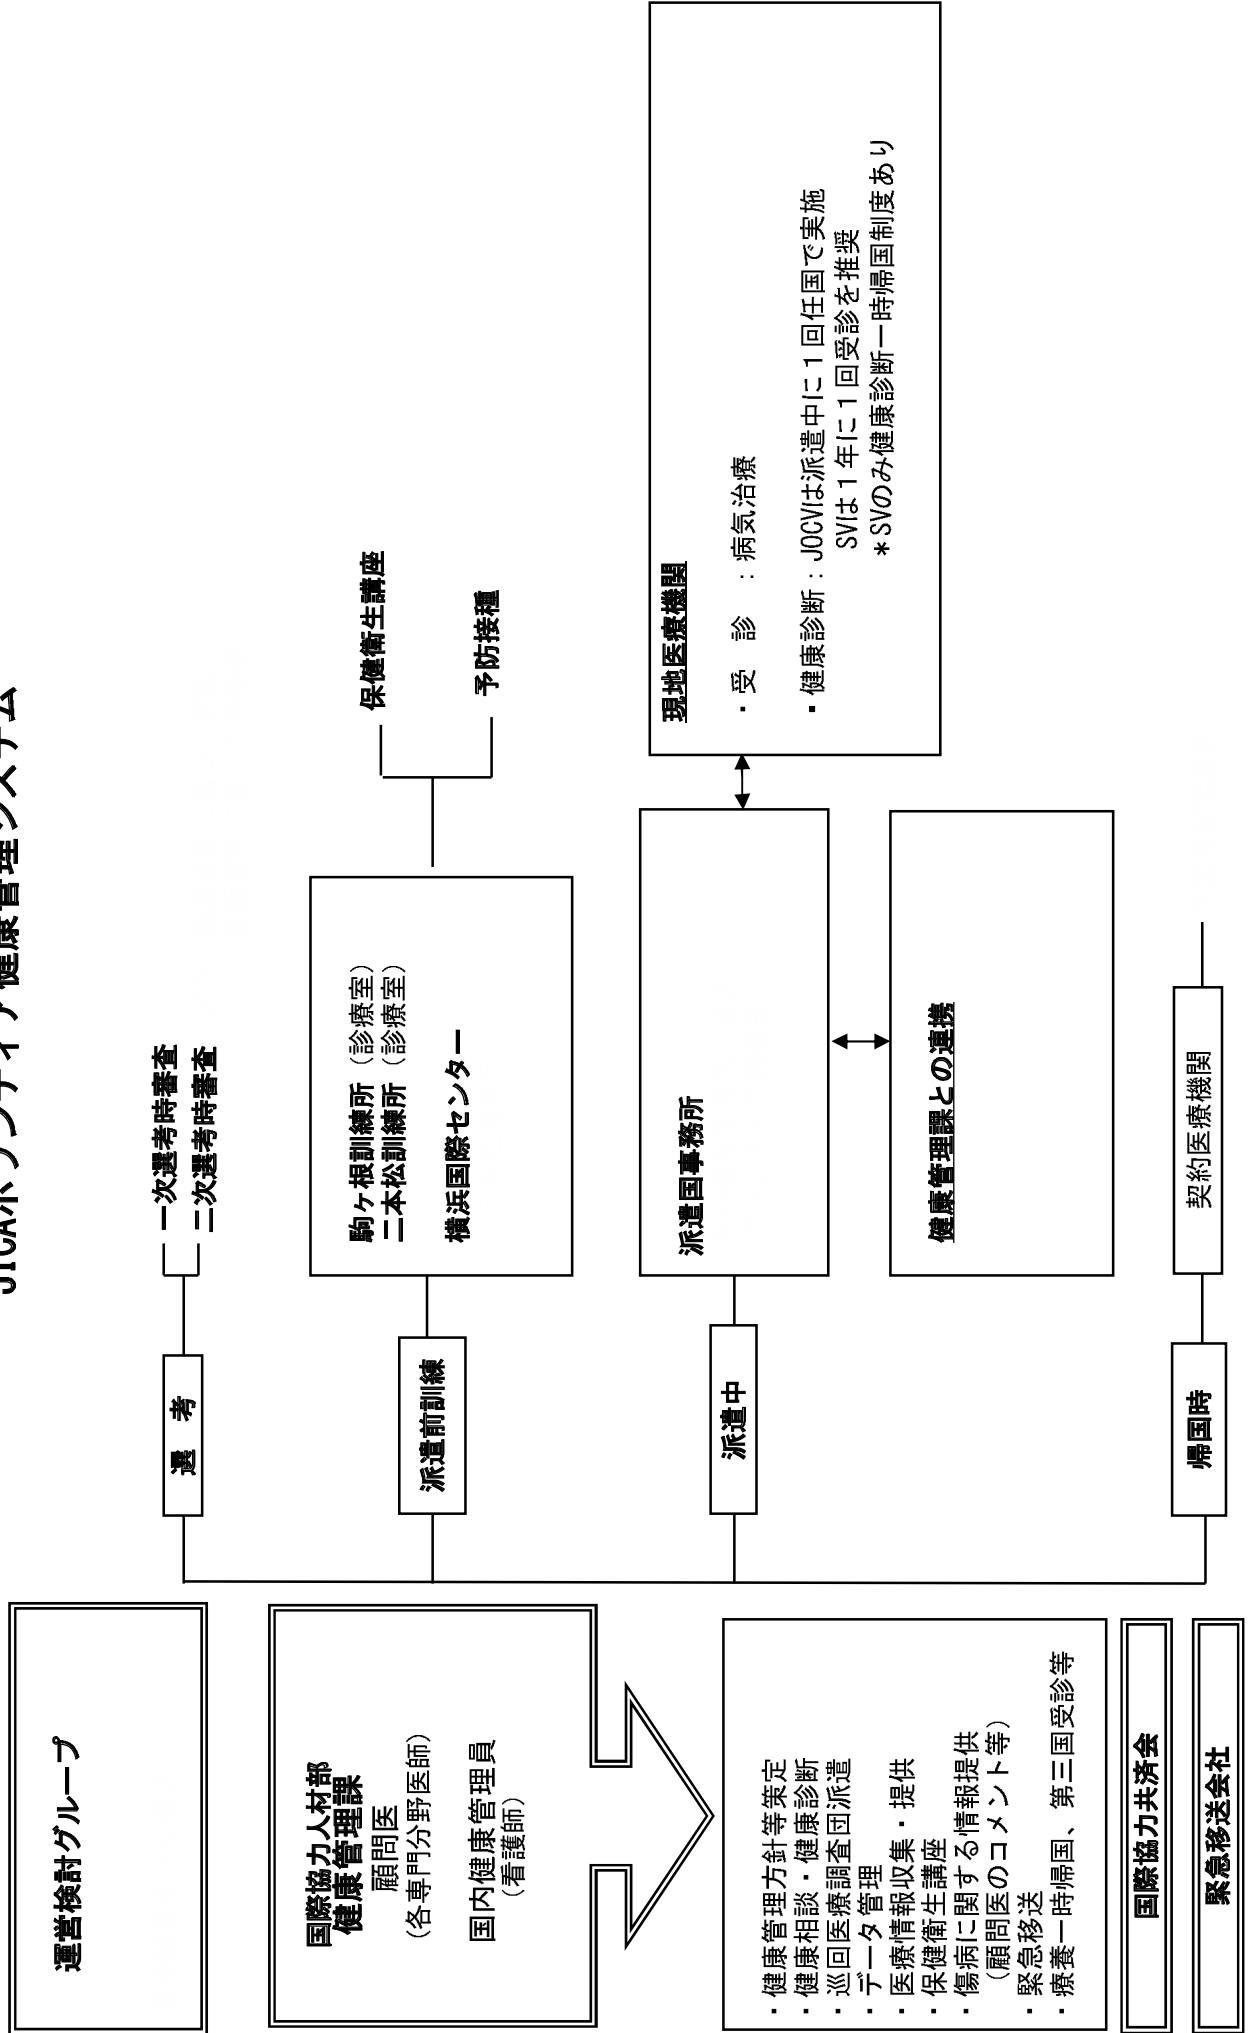 JICAボランティア健康管理システム
運営検討グループ
国際協力人材部
健康管理課
顧問医
（各専門分野医師）
国内健康管理員
（看護師）
・健康管理方針等策定
・健康相談・健康診断
・巡回医療調査団派遣
・データ管理
・医療情報収集・提供
・保健衛生講座
・傷病に関する情報提供
（顧問医のコメント等）
・緊急移送
・療養一時帰国、第三国受診等
国際協力共済会
緊急移送会社
選　考
一次選考時審査
二次選考時審査
派遣前訓練
駒ヶ根訓練所（診療室）
二本松訓練所（診療室）
横浜国際センター
保健衛生講座
予防接種
派遣中
派遣国事務所
健康管理課との連携
現地医療機関
・受　診　：病気治療
・健康診断：JOCVは派遣中に１回任国で実施
SVは１年に１回受診を推奨
＊SVのみ健康診断一時帰国制度あり
帰国時
契約医療機関